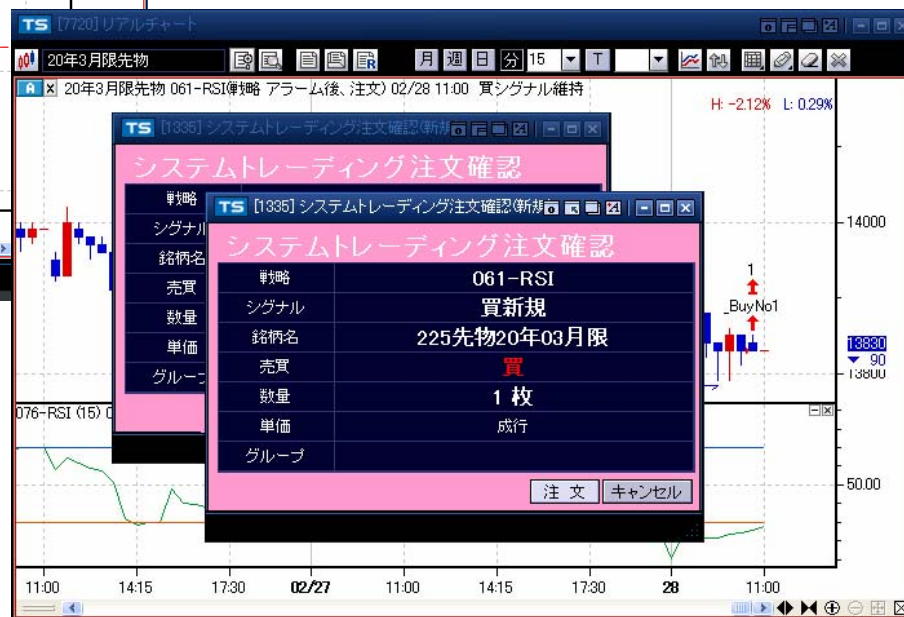 TS [7720] リアルチャート
20年3月限先物
月 週 日 分 15 T
A × 20年3月限先物 061-RSI(戦略 アラーム後、注文) 02/28 11:00 買シグナル維持
H: -2.12% L: 0.29%
TS [1335] システムトレーディング注文確認(新規
システムトレーディング注文確認
戦略
シグナル
銘柄名
売買
数量
単価
TS [1335] システムトレーディング注文確認(新規
システムトレーディング注文確認
戦略 061-RSI
シグナル 買新規
銘柄名 225先物20年03月限
売買 買
数量 1 枚
単価 成行
グループ
注 文 キャンセル
14000
1
_BuyNo1
13830
▼ 90
13800
076-RSI (15)
50.00
11:00 14:15 17:30 02/27 11:00 14:15 17:30 28 11:00